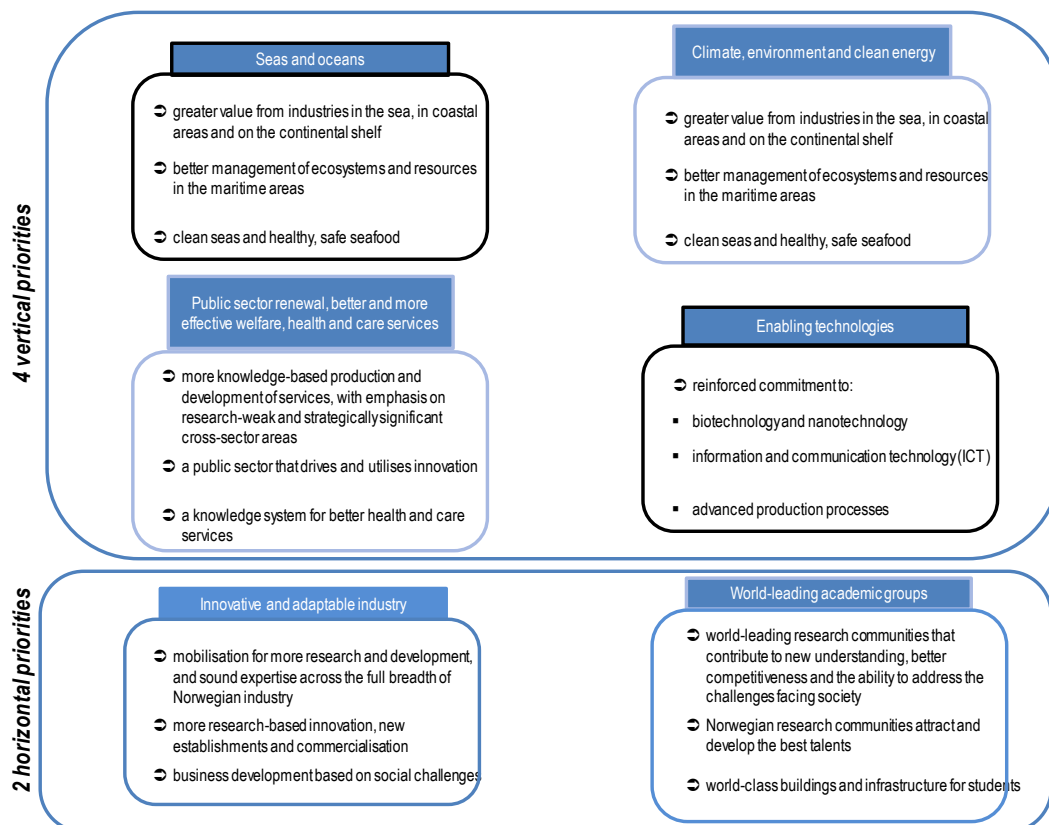 4 vertical priorities
Seas and oceans
➲ greater value from industries in the sea, in coastal
areas and on the continental shelf
➲ better management of ecosystems and resources
in the maritime areas
➲ clean seas and healthy, safe seafood
Climate, environment and clean energy
➲ greater value from industries in the sea, in coastal
areas and on the continental shelf
➲ better management of ecosystems and resources
in the maritime areas
➲ clean seas and healthy, safe seafood
Public sector renewal, better and more
effective welfare, health and care services
➲ more knowledge-based production and
development of services, with emphasis on
research-weak and strategically significant
cross-sector areas
➲ a public sector that drives and utilises innovation
➲ a knowledge system for better health and care
services
Enabling technologies
➲ reinforced commitment to:
▪ biotechnology and nanotechnology
▪ information and communication technology (ICT)
▪ advanced production processes
2 horizontal priorities
Innovative and adaptable industry
➲ mobilisation for more research and development,
and sound expertise across the full breadth of
Norwegian industry
➲ more research-based innovation, new
establishments and commercialisation
➲ business development based on social challenges
World-leading academic groups
➲ world-leading research communities that
contribute to new understanding, better
competitiveness and the ability to address the
challenges facing society
➲ Norwegian research communities attract and
develop the best talents
➲ world-class buildings and infrastructure for students